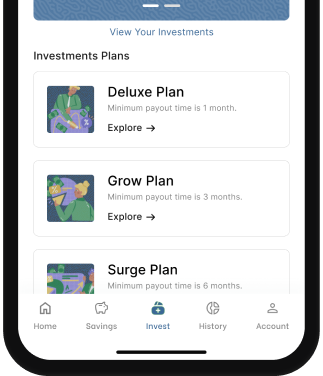 View Your Investments
Investments Plans
Deluxe Plan
Minimum payout time is 1 month.
Explore →
Grow Plan
Minimum payout time is 3 months.
Explore →
Surge Plan
Minimum payout time is 6 months.
Home Savings Invest History Account